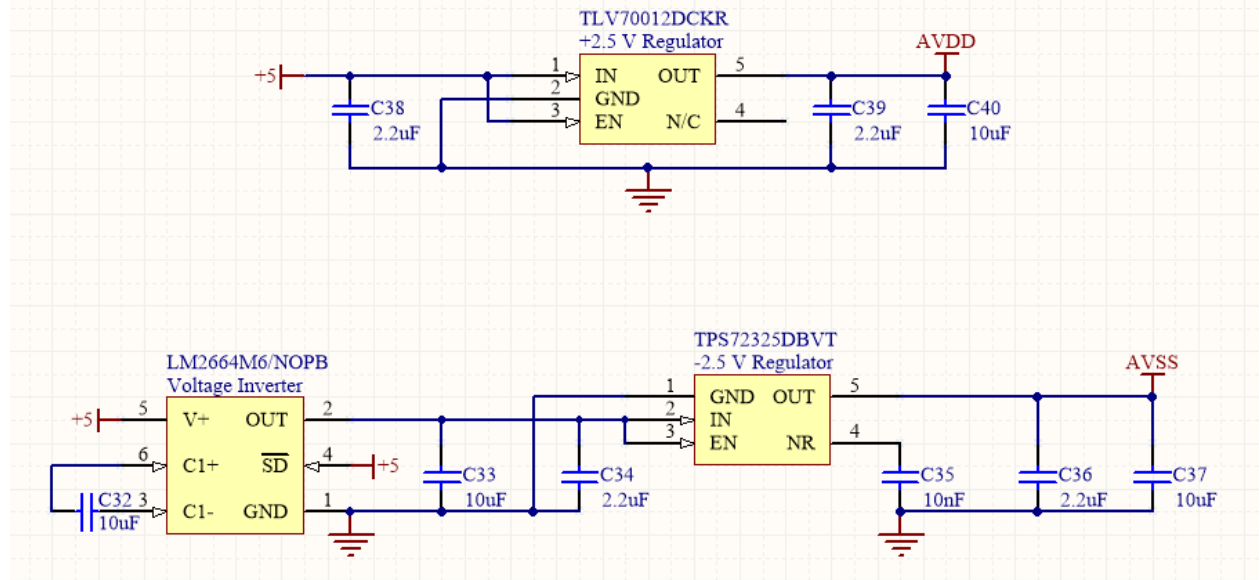 TLV70012DCKR
+2.5 V Regulator
AVDD
+5
1
IN
OUT
5
2
GND
3
EN
N/C
4
C38
2.2uF
C39
2.2uF
C40
10uF
TPS72325DBVT
-2.5 V Regulator
LM2664M6/NOPB
Voltage Inverter
AVSS
+5
5
V+
OUT
2
6
C1+
SD
4
+5
C32
10uF
3
C1-
GND
1
C33
10uF
C34
2.2uF
1
GND
OUT
5
2
IN
3
EN
NR
4
C35
10nF
C36
2.2uF
C37
10uF